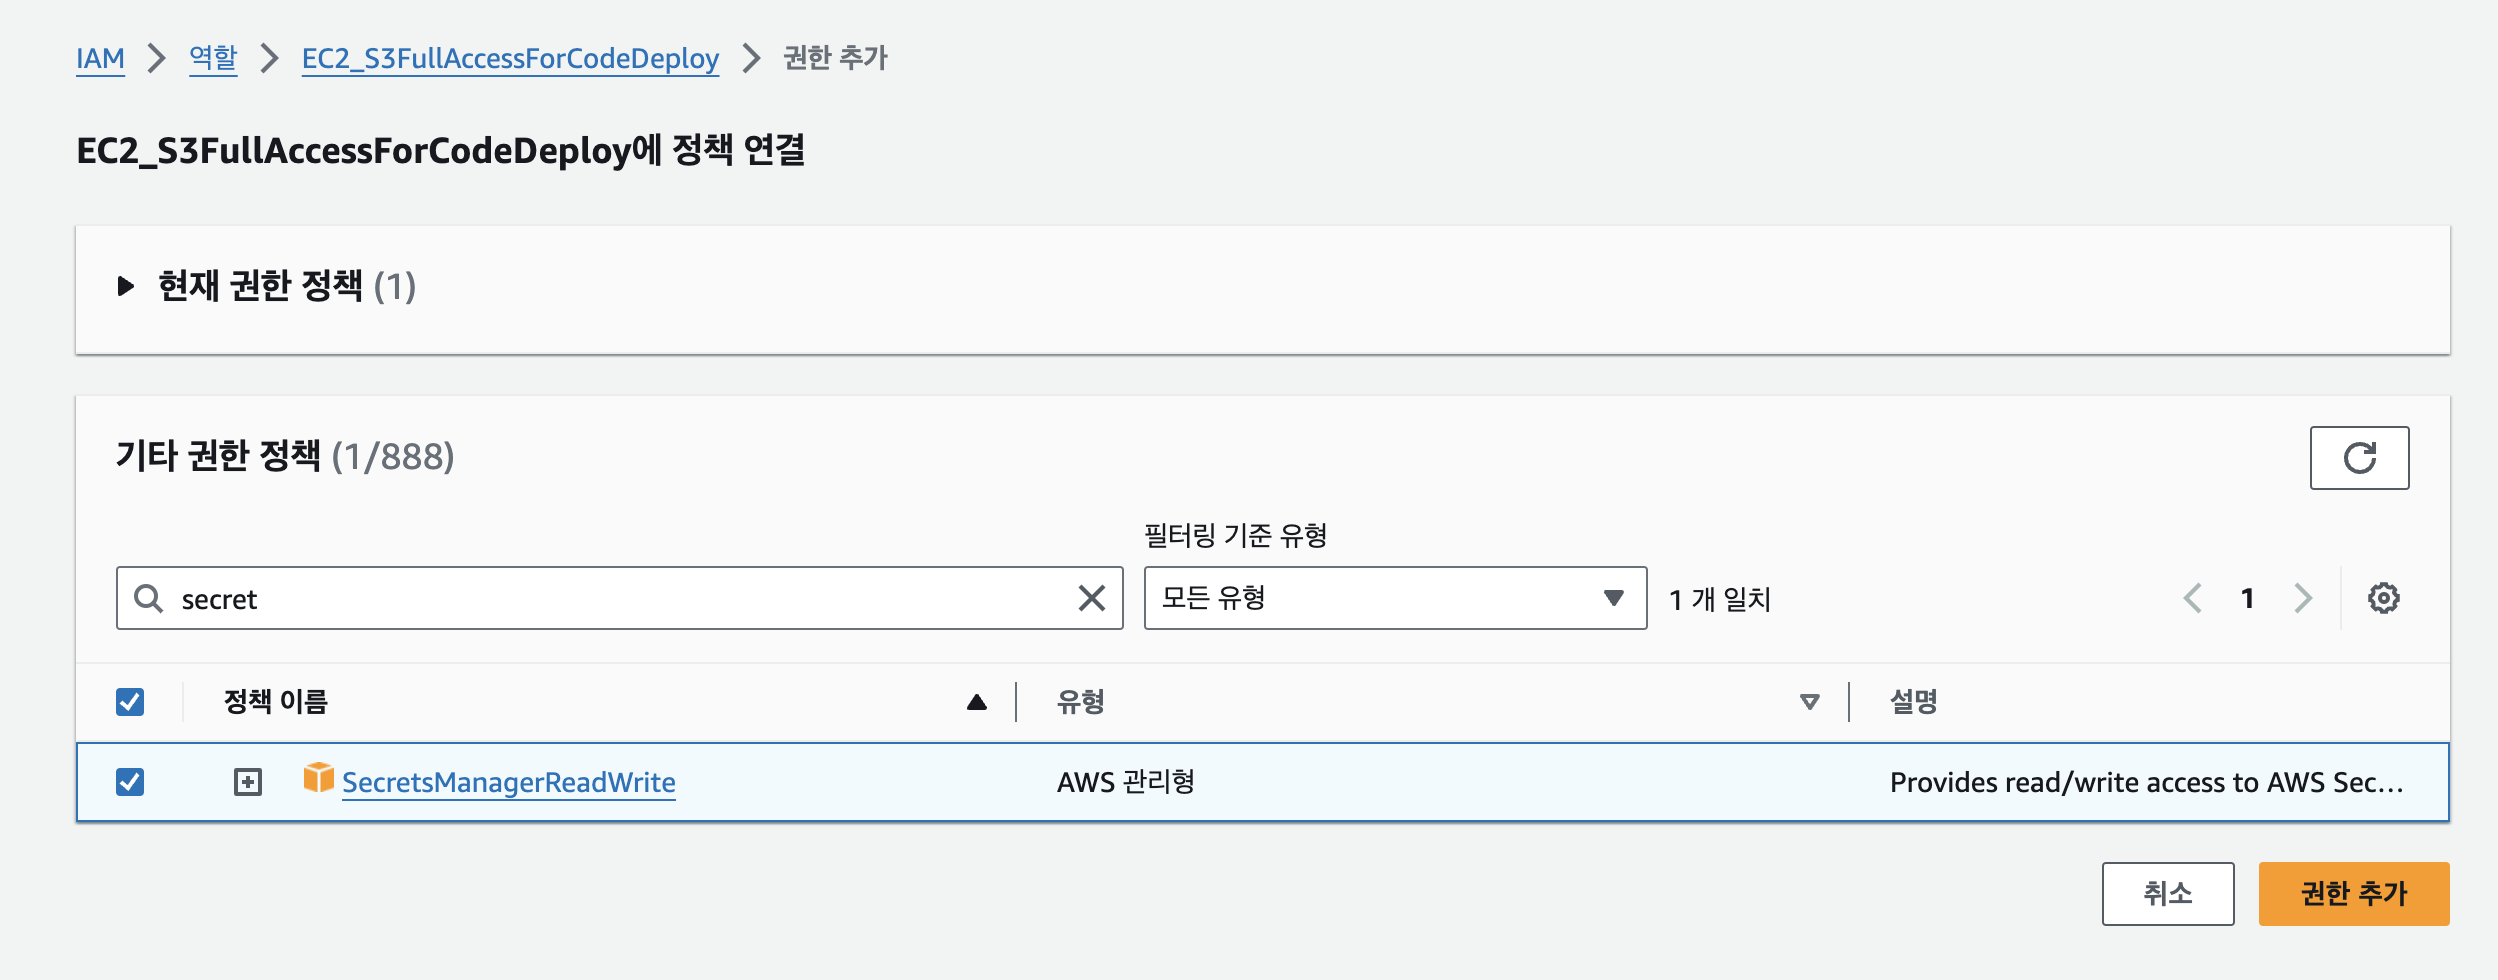 IAM > 역할 > EC2_S3FullAccessForCodeDeploy > 권한 추가
EC2_S3FullAccessForCodeDeploy에 정책 연결
현재 권한 정책 (1)
기타 권한 정책 (1/888)
필터링 기준 유형
secret 모든 유형 1 개 일치 1
정책 이름 유형 설명
SecretsManagerReadWrite AWS 관리형 Provides read/write access to AWS Sec...
취소 권한 추가